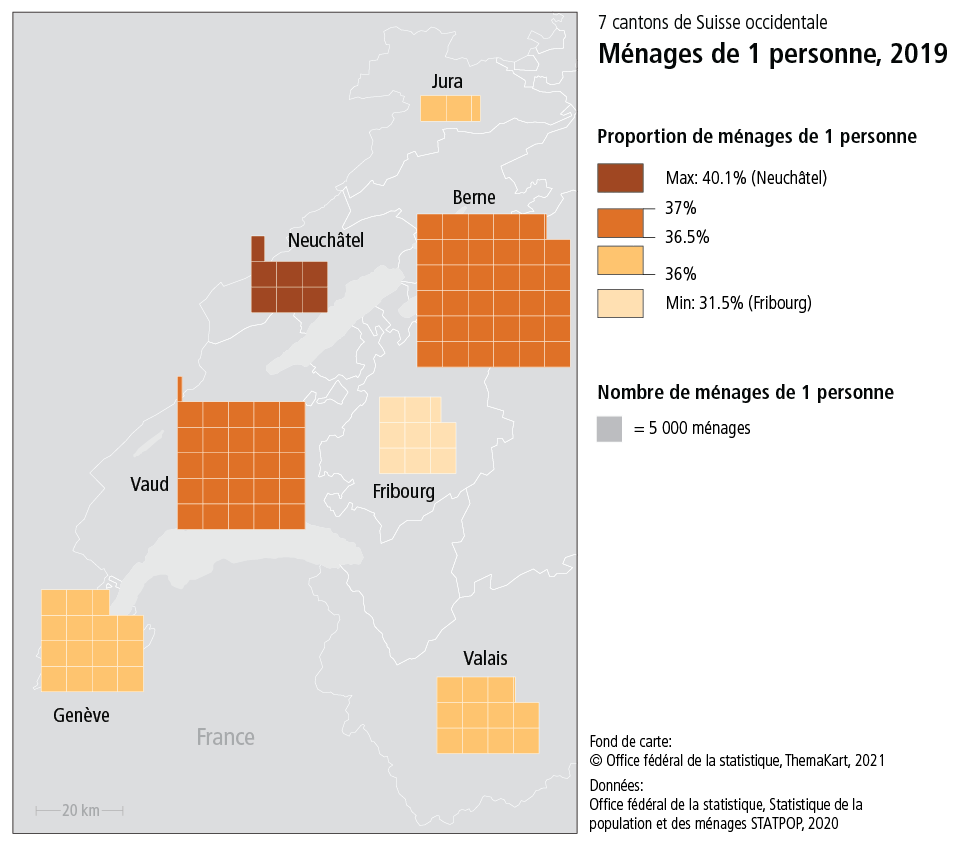 7 cantons de Suisse occidentale
Ménages de 1 personne, 2019
Jura
Berne
Neuchâtel
Vaud
Fribourg
Genève
Valais
France
20 km
Proportion de ménages de 1 personne
Max: 40.1% (Neuchâtel)
37%
36.5%
36%
Min: 31.5% (Fribourg)
Nombre de ménages de 1 personne
= 5 000 ménages
Fond de carte:
© Office fédéral de la statistique, ThemaKart, 2021
Données:
Office fédéral de la statistique, Statistique de la
population et des ménages STATPOP, 2020